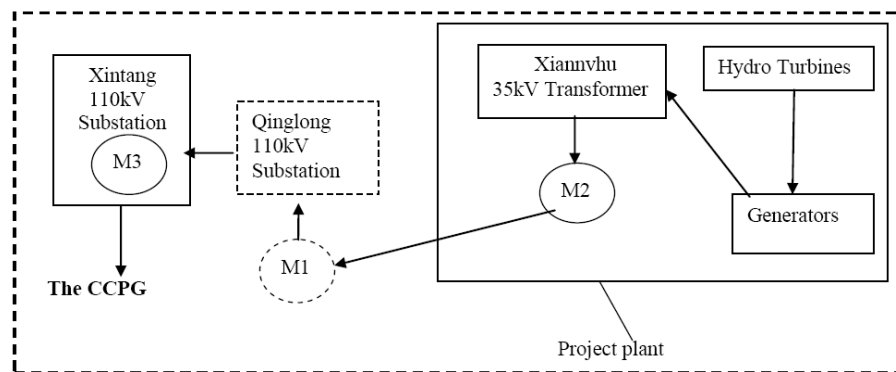 Xintang
110kV
Substation
M3
The CCPG
Qinglong
110kV
Substation
M1
Xiannvhu
35kV Transformer
M2
Hydro Turbines
Generators
Project plant